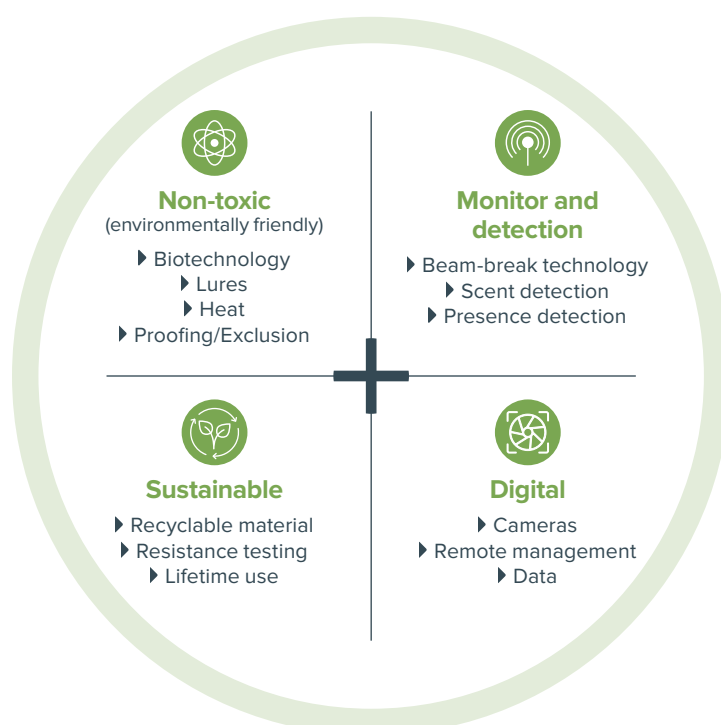 Non-toxic
(environmentally friendly)
Biotechnology
Lures
Heat
Proofing/Exclusion
Monitor and
detection
Beam-break technology
Scent detection
Presence detection
Sustainable
Recyclable material
Resistance testing
Lifetime use
Digital
Cameras
Remote management
Data